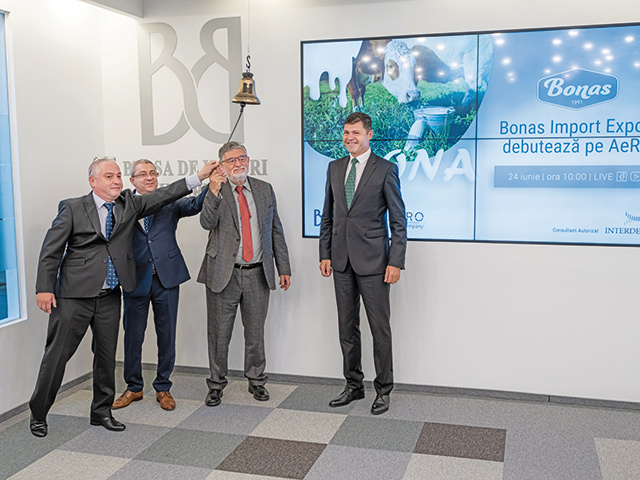 BVB
BURSA DE VALORI
Bonas
1991
Bonas Import Expo
debutează pe AeR
24 iunie | ora 10:00 | LIVE
Consultant Autorizat
INTERDE